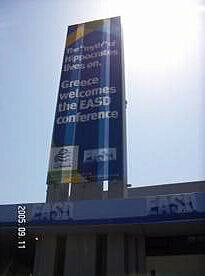 The "myth" of
Hippocrates
lives on.
Greece
welcomes
the EASD
conference
EASD
EASD
EASD
2005 09 11